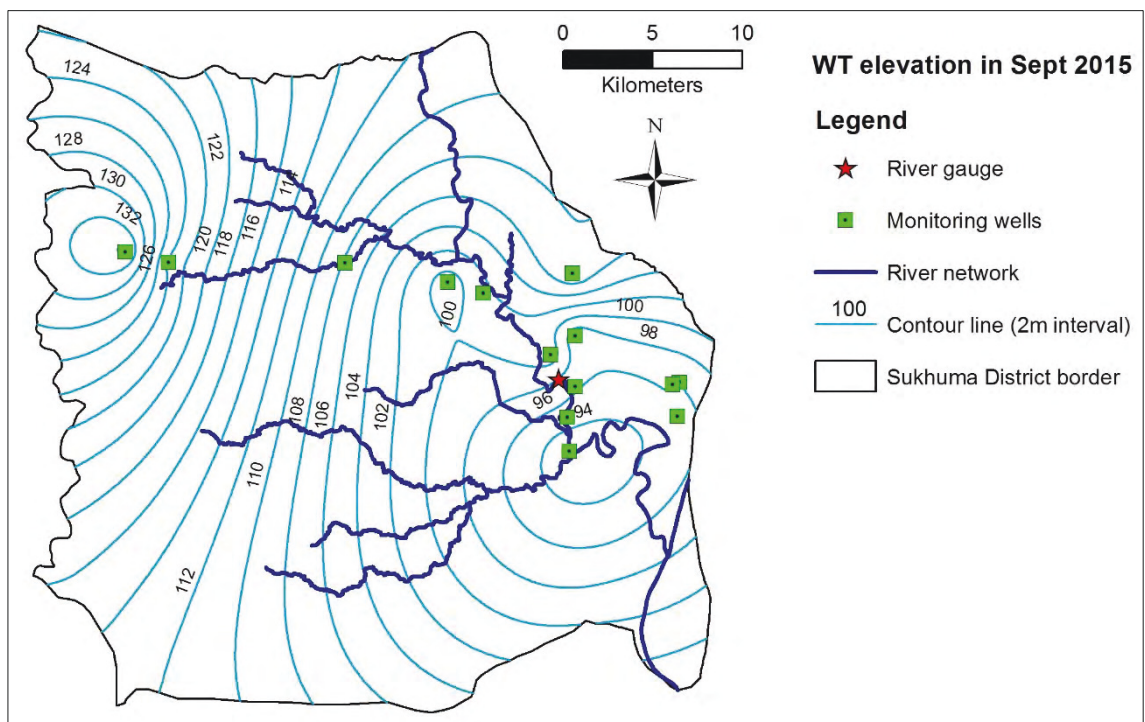 0 5 10
Kilometers
N
WT elevation in Sept 2015
Legend
River gauge
Monitoring wells
River network
100 Contour line (2m interval)
Sukhuma District border
124
128
130
132
126
122
120
118
116
114
100
100
98
96
94
104
102
108
106
110
112